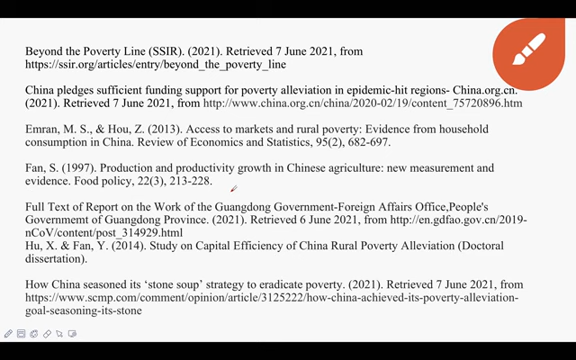 Beyond the Poverty Line (SSIR). (2021). Retrieved 7 June 2021, from
https://ssir.org/articles/entry/beyond_the_poverty_line
China pledges sufficient funding support for poverty alleviation in epidemic-hit regions- China.org.cn.
(2021). Retrieved 7 June 2021, from http://www.china.org.cn/china/2020-02/19/content_75720896.htm
Emran, M. S., & Hou, Z. (2013). Access to markets and rural poverty: Evidence from household
consumption in China. Review of Economics and Statistics, 95(2), 682-697.
Fan, S. (1997). Production and productivity growth in Chinese agriculture: new measurement and
evidence. Food policy, 22(3), 213-228.
Full Text of Report on the Work of the Guangdong Government-Foreign Affairs Office,People's
Governmemt of Guangdong Province. (2021). Retrieved 6 June 2021, from http://en.gdfao.gov.cn/2019-
nCoV/content/post_314929.html
Hu, X. & Fan, Y. (2014). Study on Capital Efficiency of China Rural Poverty Alleviation (Doctoral
dissertation).
How China seasoned its ‘stone soup’ strategy to eradicate poverty. (2021). Retrieved 7 June 2021, from
https://www.scmp.com/comment/opinion/article/3125222/how-china-achieved-its-poverty-alleviation-
goal-seasoning-its-stone